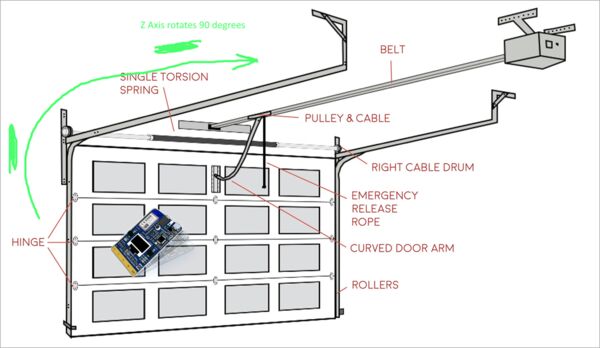 Z Axis rotates 90 degrees
BELT
SINGLE TORSION
SPRING
PULLEY & CABLE
RIGHT CABLE DRUM
EMERGENCY
RELEASE
ROPE
CURVED DOOR ARM
HINGE
ROLLERS